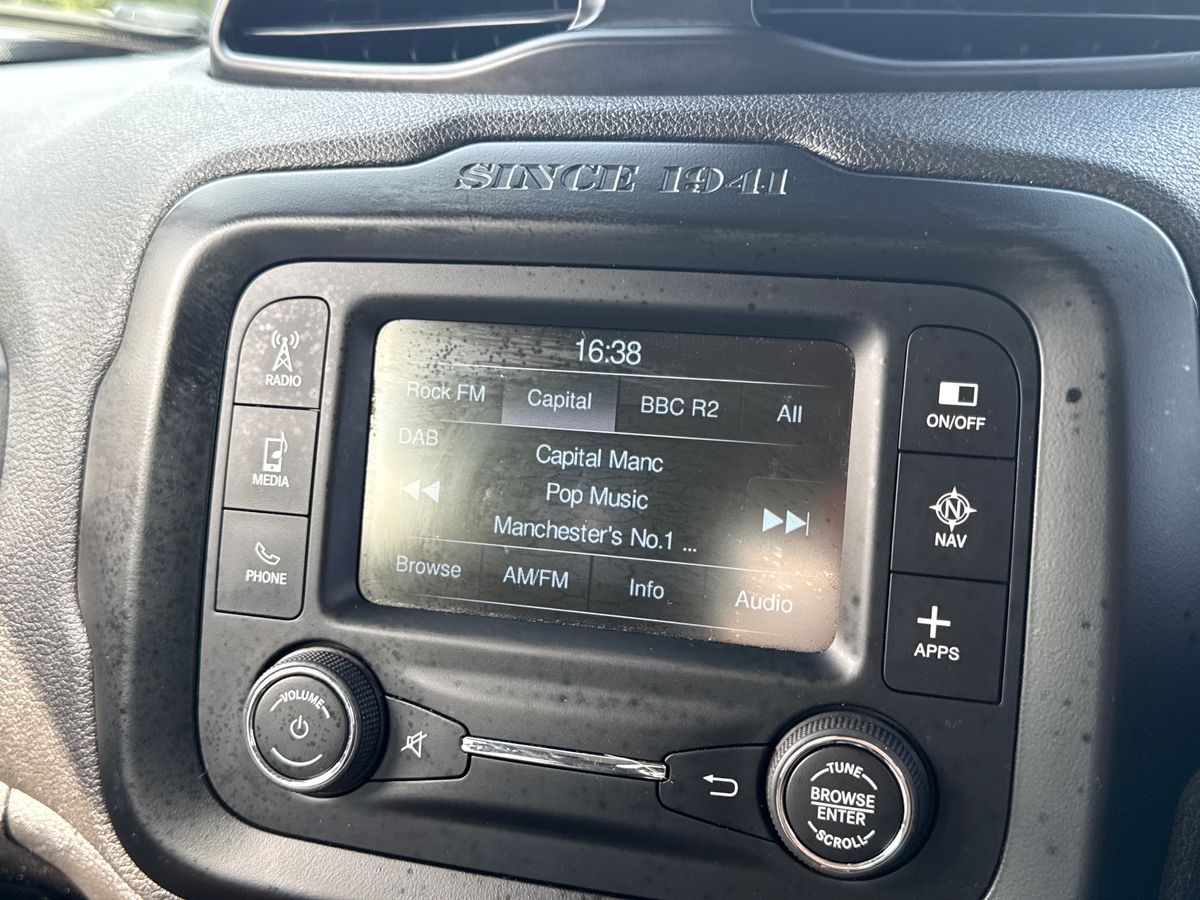 SINCE 1941
RADIO
MEDIA
PHONE
16:38
Rock FM Capital BBC R2 All
DAB
Capital Manc
Pop Music
Manchester's No.1 ...
Browse AM/FM Info Audio
ON/OFF
N
NAV
APPS
VOLUME
TUNE
BROWSE
ENTER
SCROLL